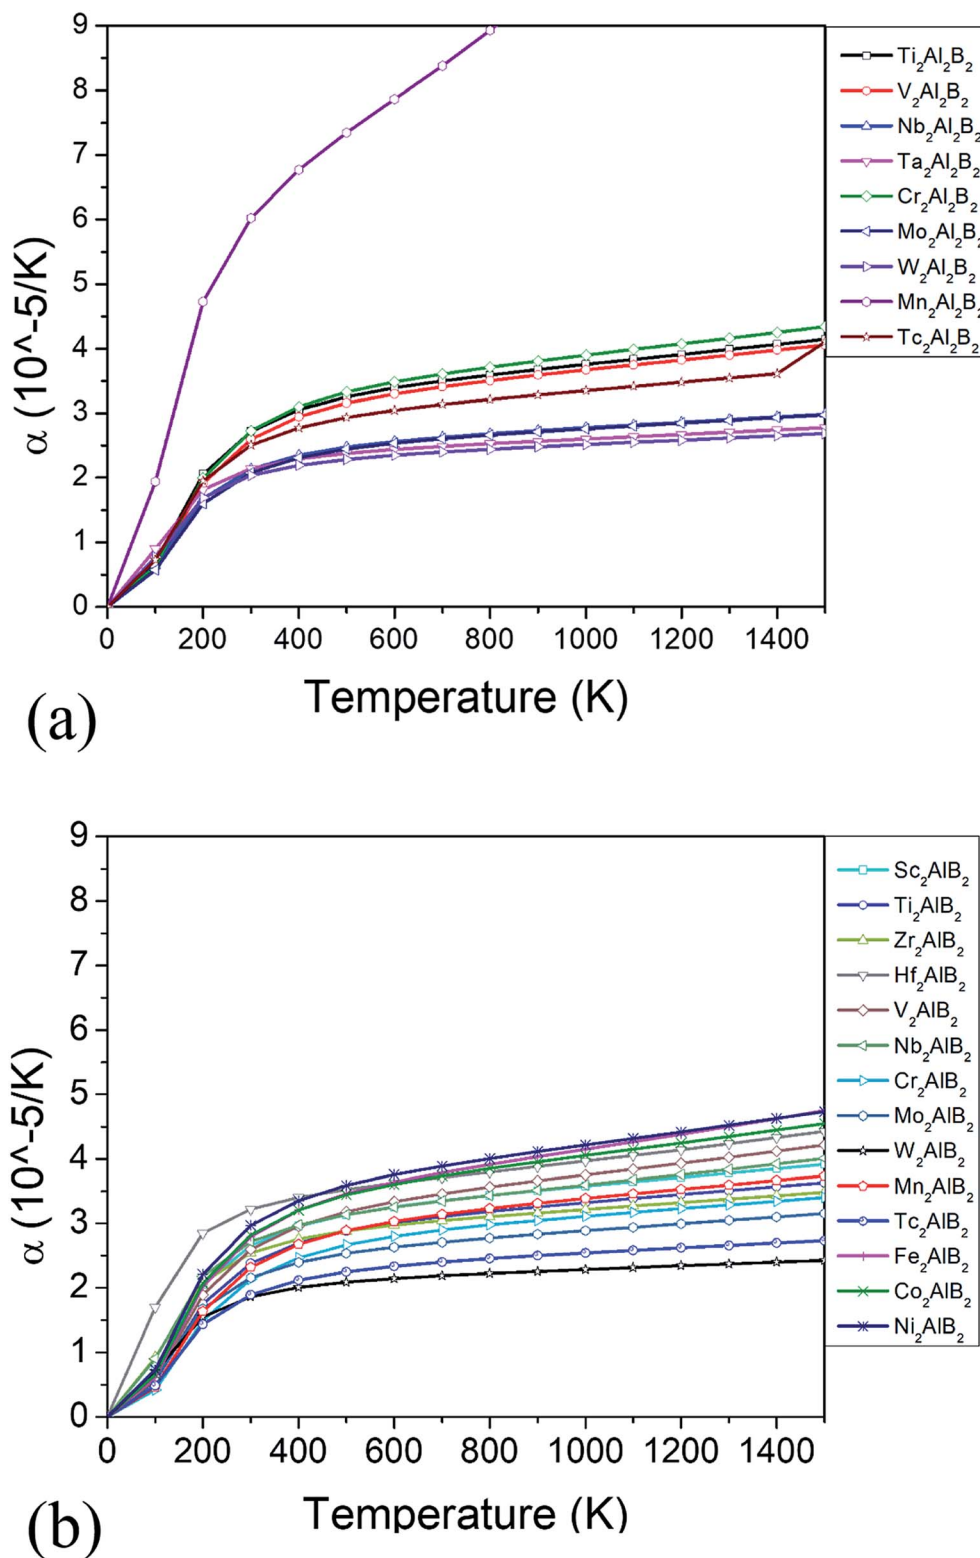 9
8
7
6
5
4
3
2
1
0
α (10^-5/K)
0 200 400 600 800 1000 1200 1400
Temperature (K)
(a)
Ti₂Al₂B₂
V₂Al₂B₂
Nb₂Al₂B₂
Ta₂Al₂B₂
Cr₂Al₂B₂
Mo₂Al₂B₂
W₂Al₂B₂
Mn₂Al₂B₂
Tc₂Al₂B₂
9
8
7
6
5
4
3
2
1
0
α (10^-5/K)
0 200 400 600 800 1000 1200 1400
Temperature (K)
(b)
Sc₂AlB₂
Ti₂AlB₂
Zr₂AlB₂
Hf₂AlB₂
V₂AlB₂
Nb₂AlB₂
Cr₂AlB₂
Mo₂AlB₂
W₂AlB₂
Mn₂AlB₂
Tc₂AlB₂
Fe₂AlB₂
Co₂AlB₂
Ni₂AlB₂